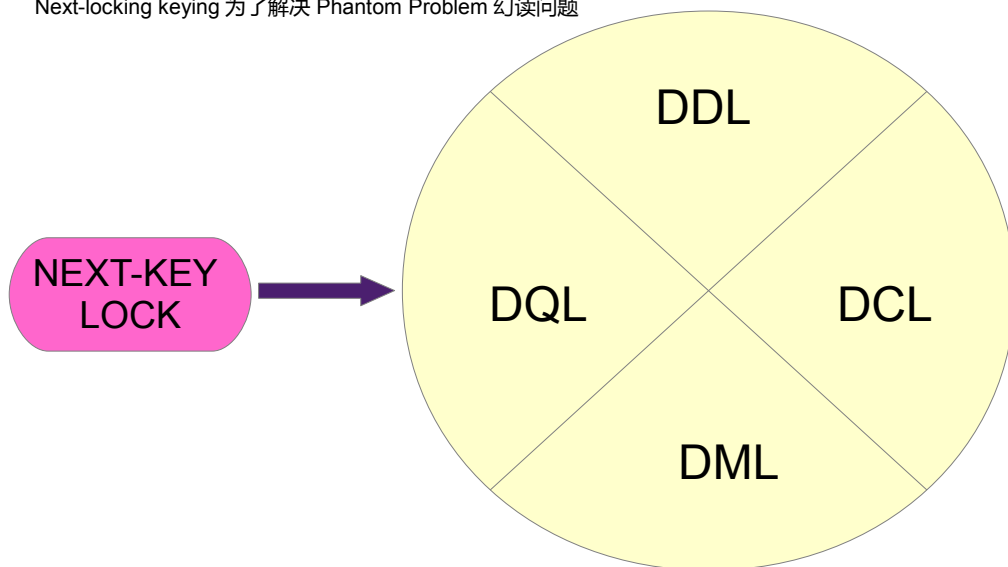 Next-locking keying 为了解决 Phantom Problem 幻读问题
DDL
NEXT-KEY
LOCK
DQL
DCL
DML